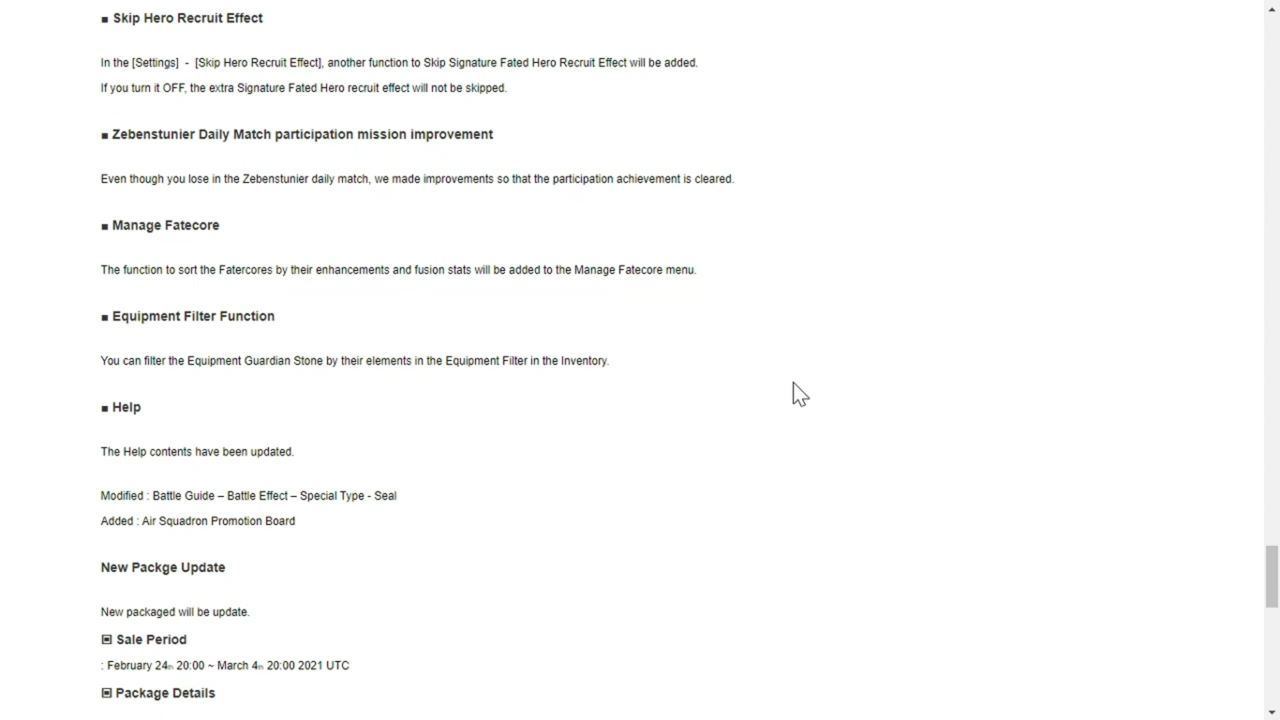 ■ Skip Hero Recruit Effect
In the [Settings] - [Skip Hero Recruit Effect], another function to Skip Signature Fated Hero Recruit Effect will be added.
If you turn it OFF, the extra Signature Fated Hero recruit effect will not be skipped.
■ Zebenstunier Daily Match participation mission improvement
Even though you lose in the Zebenstunier daily match, we made improvements so that the participation achievement is cleared.
■ Manage Fatecore
The function to sort the Fatercores by their enhancements and fusion stats will be added to the Manage Fatecore menu.
■ Equipment Filter Function
You can filter the Equipment Guardian Stone by their elements in the Equipment Filter in the Inventory.
■ Help
The Help contents have been updated.
Modified : Battle Guide – Battle Effect – Special Type - Seal
Added : Air Squadron Promotion Board
New Packge Update
New packaged will be update.
▣ Sale Period
: February 24th 20:00 ~ March 4th 20:00 2021 UTC
▣ Package Details